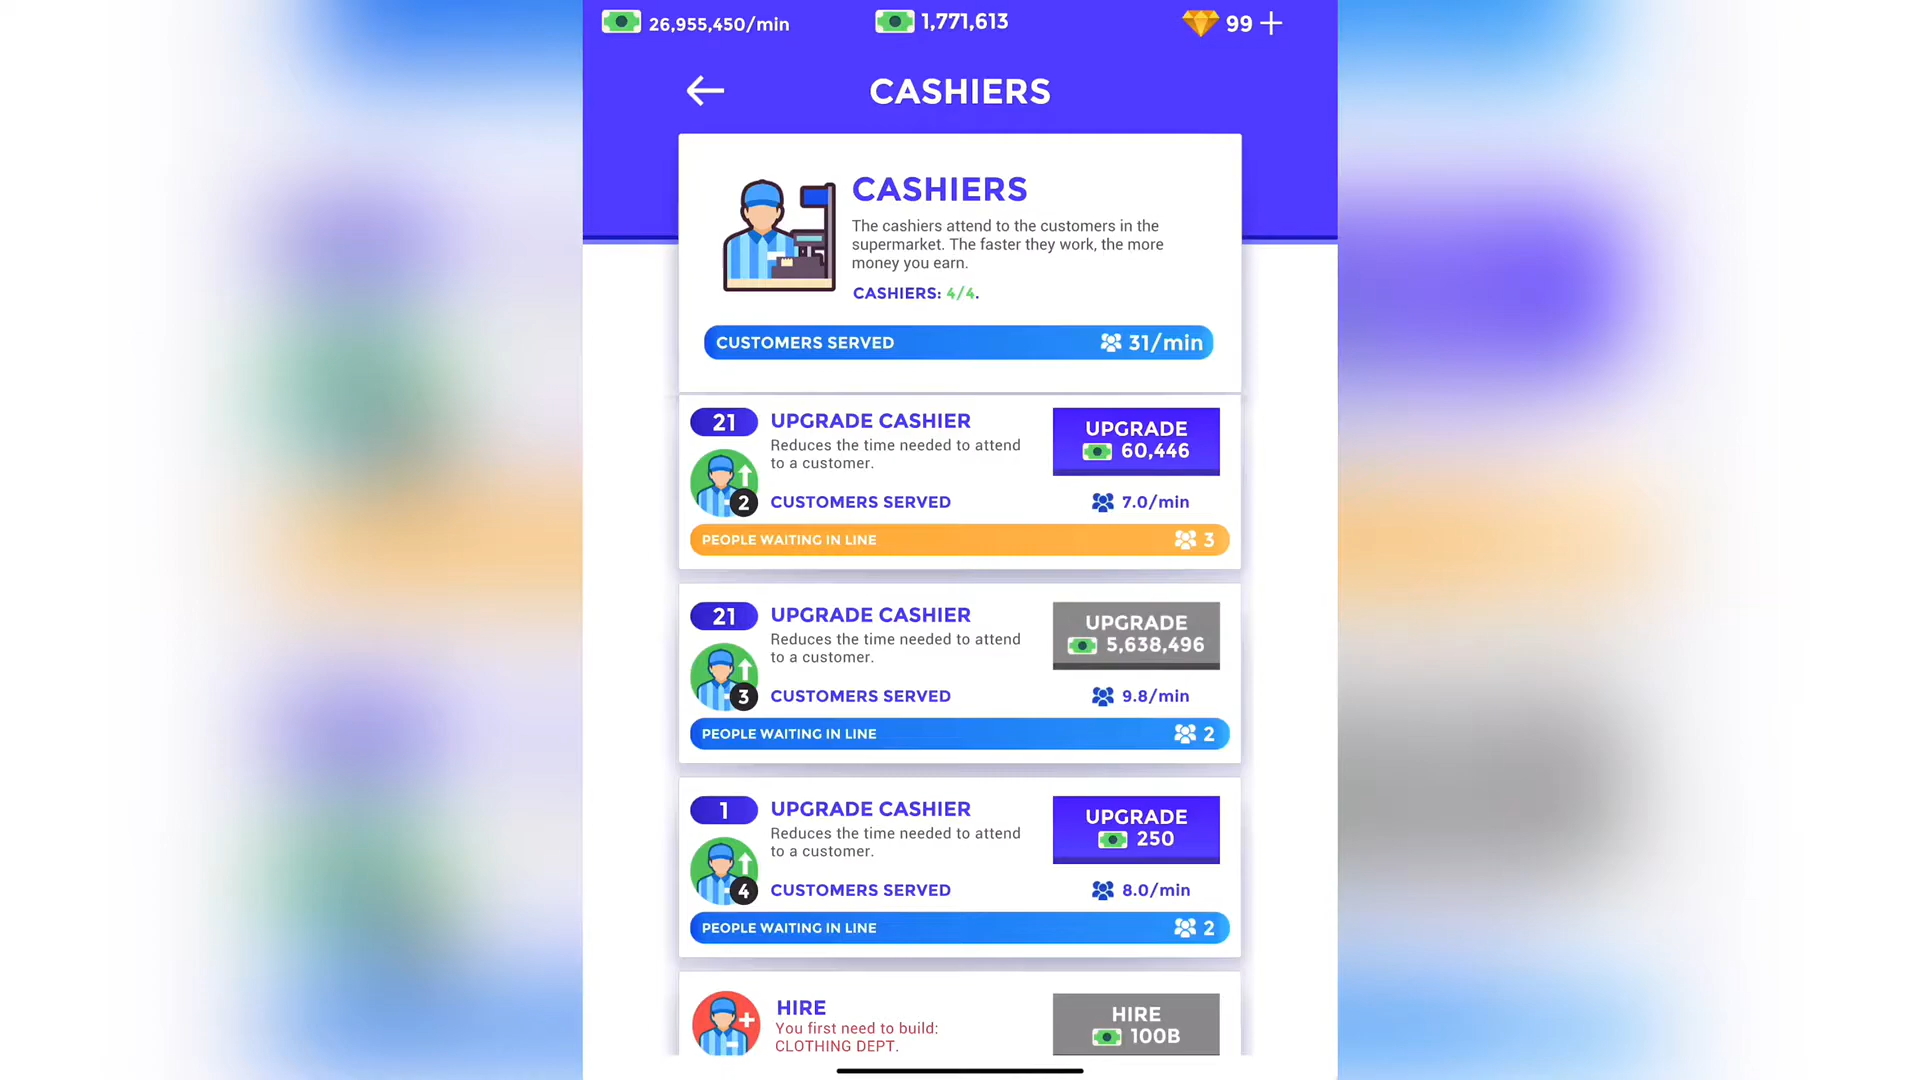 26,955,450/min
1,771,613
99
CASHIERS
CASHIERS
The cashiers attend to the customers in the
supermarket. The faster they work, the more
money you earn.
CASHIERS: 4/4.
CUSTOMERS SERVED 31/min
21
UPGRADE CASHIER
Reduces the time needed to attend
to a customer.
UPGRADE
60,446
2
CUSTOMERS SERVED 7.0/min
PEOPLE WAITING IN LINE 3
21
UPGRADE CASHIER
Reduces the time needed to attend
to a customer.
UPGRADE
5,638,496
3
CUSTOMERS SERVED 9.8/min
PEOPLE WAITING IN LINE 2
1
UPGRADE CASHIER
Reduces the time needed to attend
to a customer.
UPGRADE
250
4
CUSTOMERS SERVED 8.0/min
PEOPLE WAITING IN LINE 2
HIRE
You first need to build:
CLOTHING DEPT.
HIRE
100B